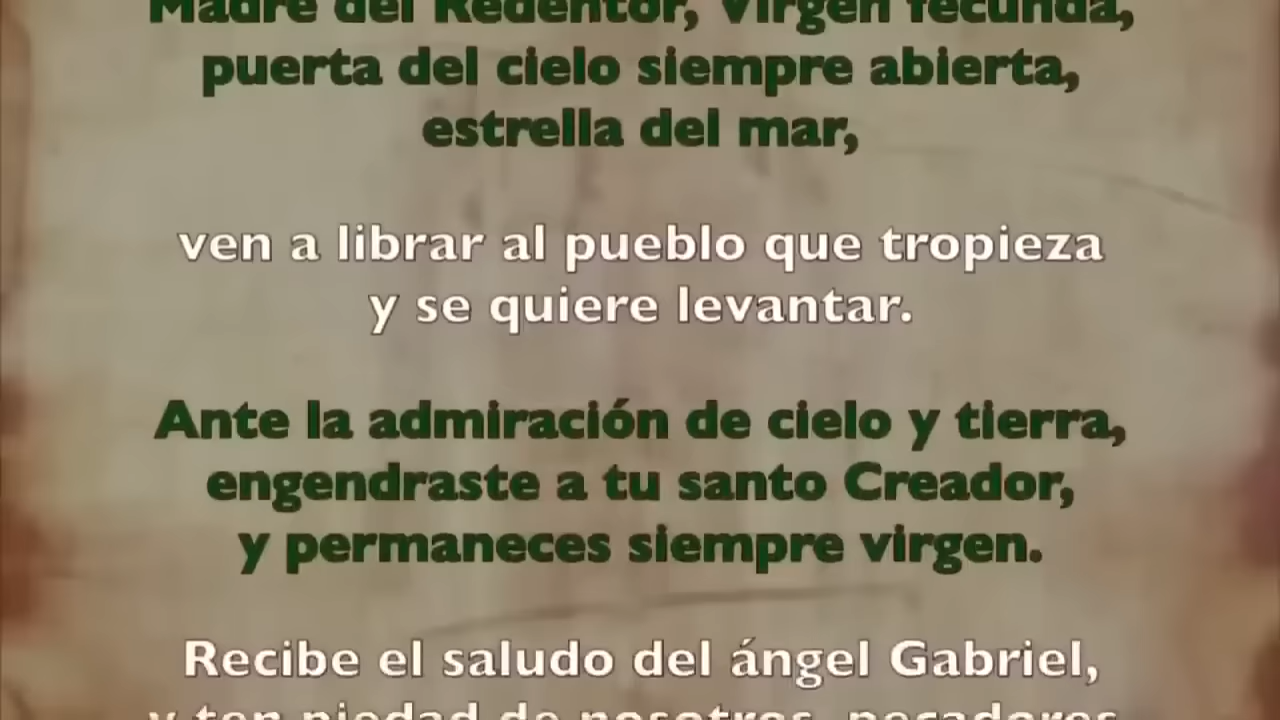 Madre del Redentor, Virgen fecunda,
puerta del cielo siempre abierta,
estrella del mar,
ven a librar al pueblo que tropieza
y se quiere levantar.
Ante la admiración de cielo y tierra,
engendraste a tu santo Creador,
y permaneces siempre virgen.
Recibe el saludo del ángel Gabriel,
y ten piedad de nosotros, pecadores